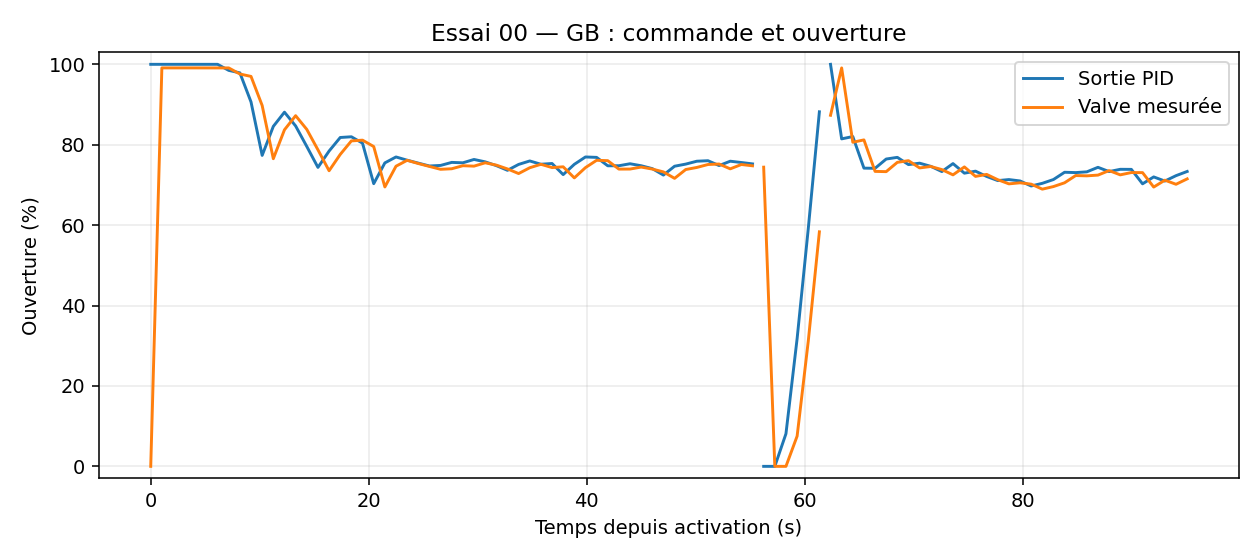 Essai 00 — GB : commande et ouverture
Ouverture (%)
100
80
60
40
20
0
Sortie PID
Valve mesurée
0
20
40
60
80
Temps depuis activation (s)